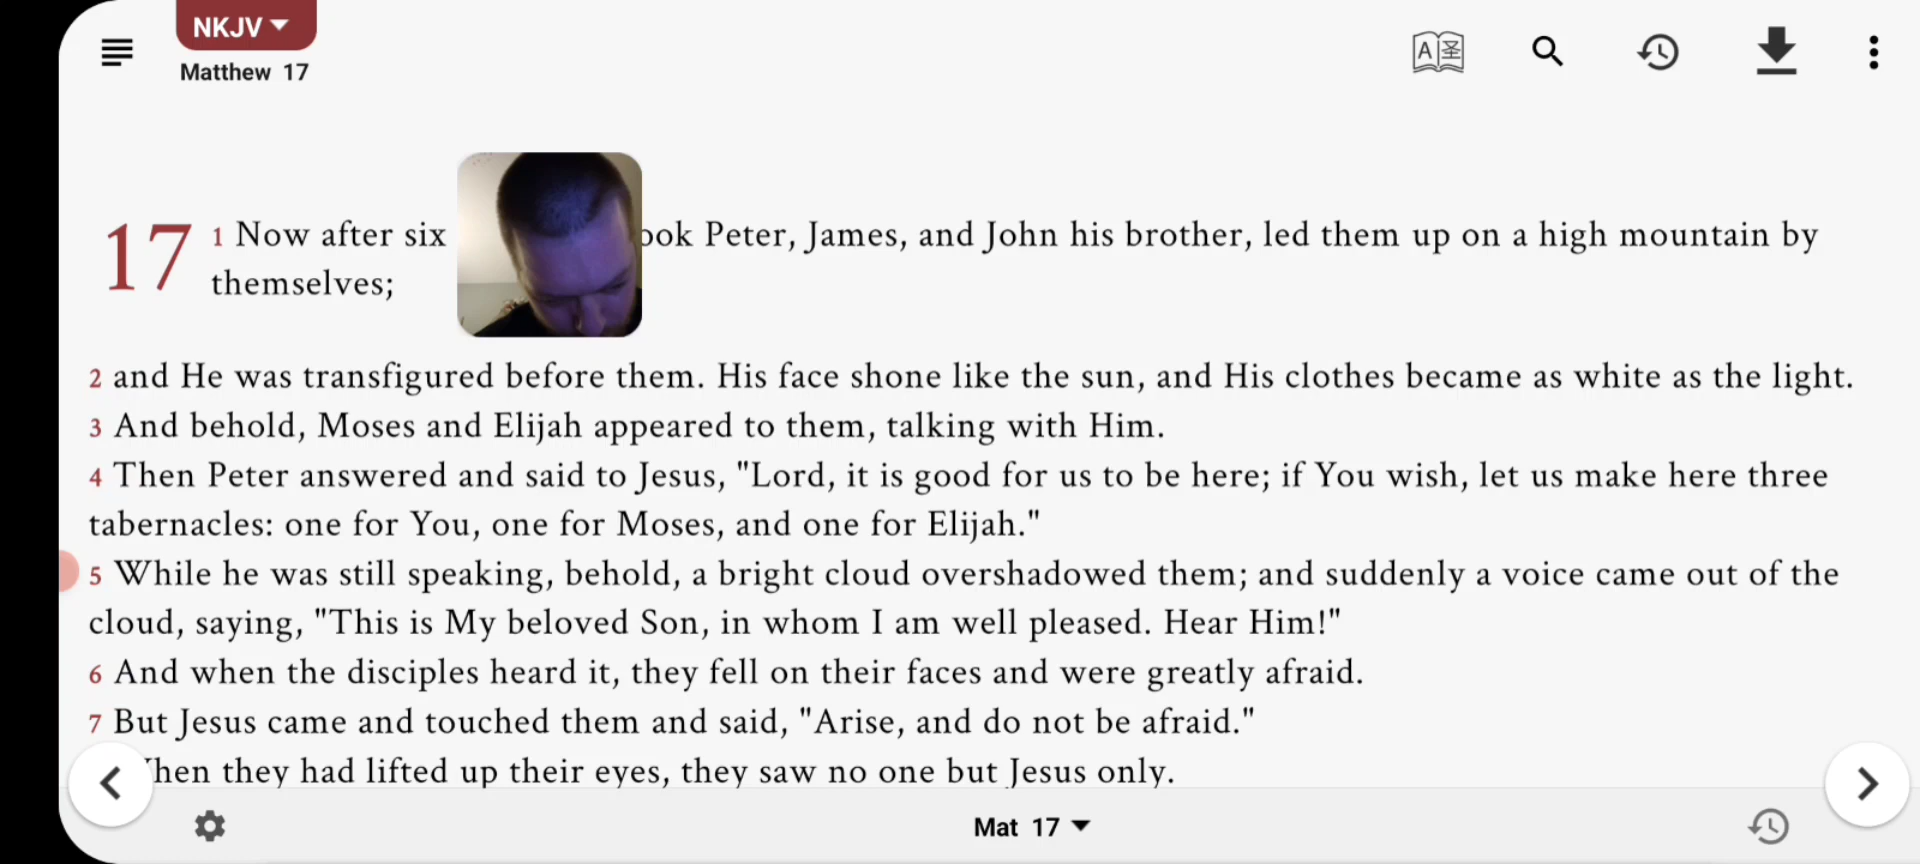 NKJV
Matthew 17
A 圣
17 1 Now after six ook Peter, James, and John his brother, led them up on a high mountain by
themselves;
2 and He was transfigured before them. His face shone like the sun, and His clothes became as white as the light.
3 And behold, Moses and Elijah appeared to them, talking with Him.
4 Then Peter answered and said to Jesus, "Lord, it is good for us to be here; if You wish, let us make here three
tabernacles: one for You, one for Moses, and one for Elijah."
5 While he was still speaking, behold, a bright cloud overshadowed them; and suddenly a voice came out of the
cloud, saying, "This is My beloved Son, in whom I am well pleased. Hear Him!"
6 And when the disciples heard it, they fell on their faces and were greatly afraid.
7 But Jesus came and touched them and said, "Arise, and do not be afraid."
hen they had lifted up their eyes, they saw no one but Jesus only.
Mat 17